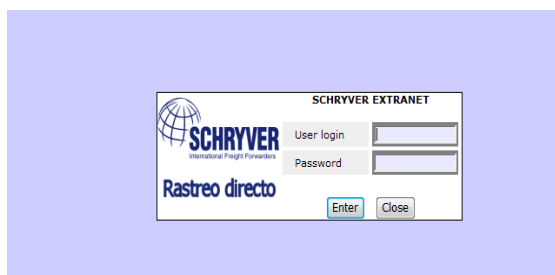 SCHRYVER EXTRANET
SCHRYVER
International Freight Forwarders
Rastreo directo
User login
Password
Enter Close